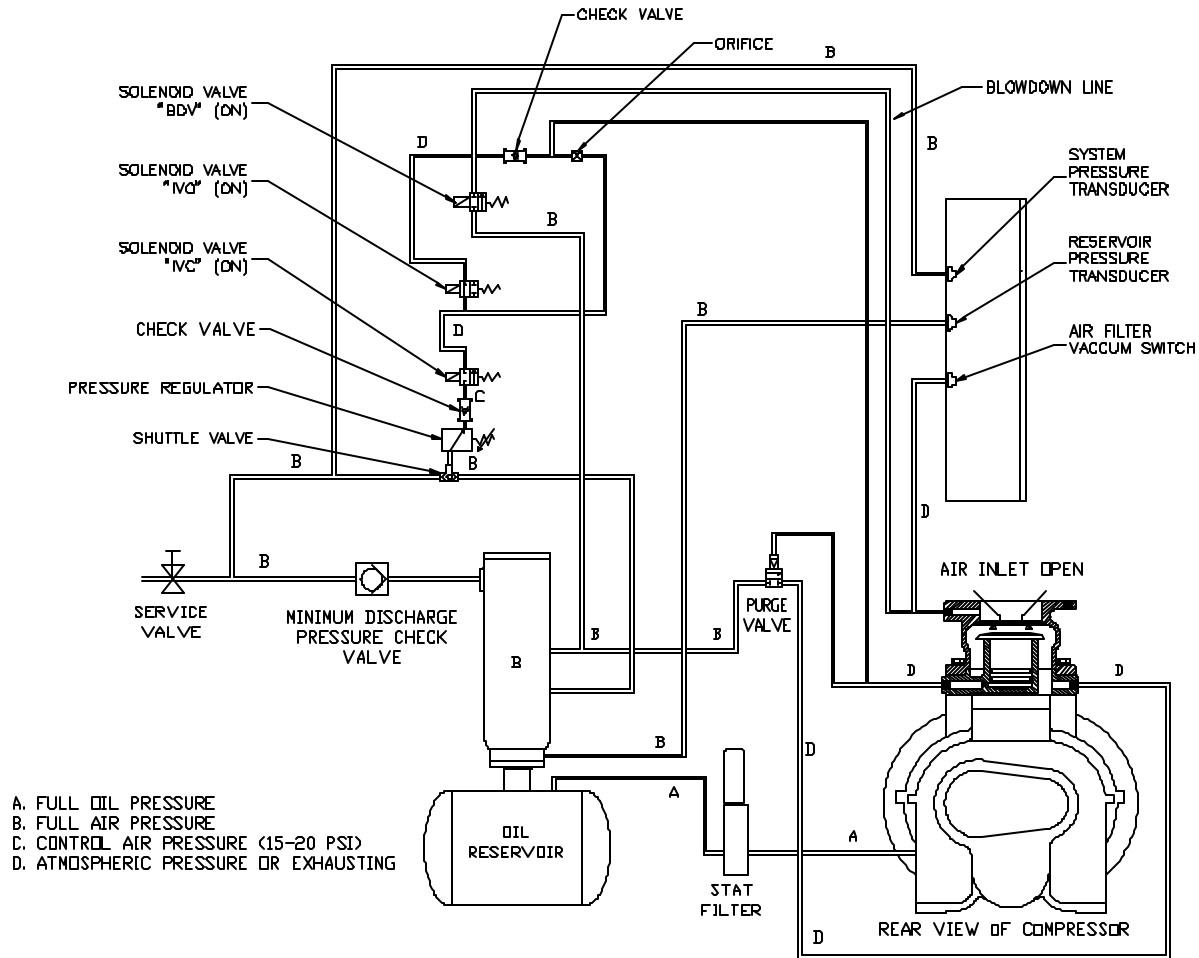 CHECK VALVE
ORIFICE
B
SOLENOID VALVE
"BDV" (ON)
BLOWDOWN LINE
D
B
SYSTEM
PRESSURE
TRANSDUCER
SOLENOID VALVE
"IVO" (ON)
B
SOLENOID VALVE
"IVC" (ON)
RESERVOIR
PRESSURE
TRANSDUCER
B
CHECK VALVE
D
AIR FILTER
VACCUM SWITCH
PRESSURE REGULATOR
C
SHUTTLE VALVE
B
B
D
B
AIR INLET OPEN
SERVICE
VALVE
MINIMUM DISCHARGE
PRESSURE CHECK
VALVE
PURGE
VALVE
B
B
B
D
D
B
D
A
A. FULL OIL PRESSURE
B. FULL AIR PRESSURE
C. CONTROL AIR PRESSURE (15-20 PSI)
D. ATMOSPHERIC PRESSURE OR EXHAUSTING
OIL
RESERVOIR
A
STAT
FILTER
D
REAR VIEW OF COMPRESSOR